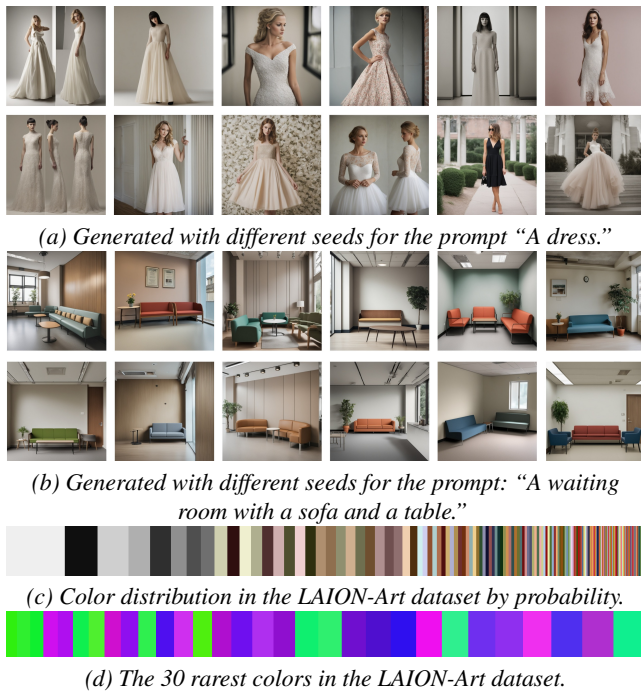 (a) Generated with different seeds for the prompt “A dress.”
(b) Generated with different seeds for the prompt: “A waiting
room with a sofa and a table.”
(c) Color distribution in the LAION-Art dataset by probability.
(d) The 30 rarest colors in the LAION-Art dataset.